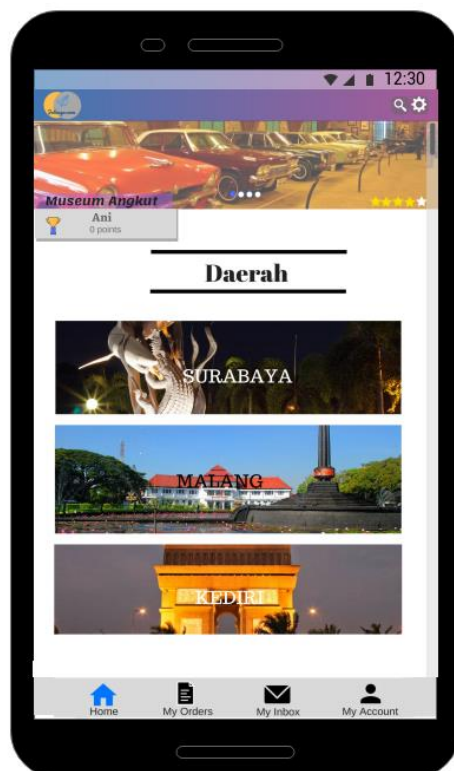 12:30
Museum Angkut
Ani
0 points
Daerah
SURABAYA
MALANG
KEDIRI
Home
My Orders
My Inbox
My Account